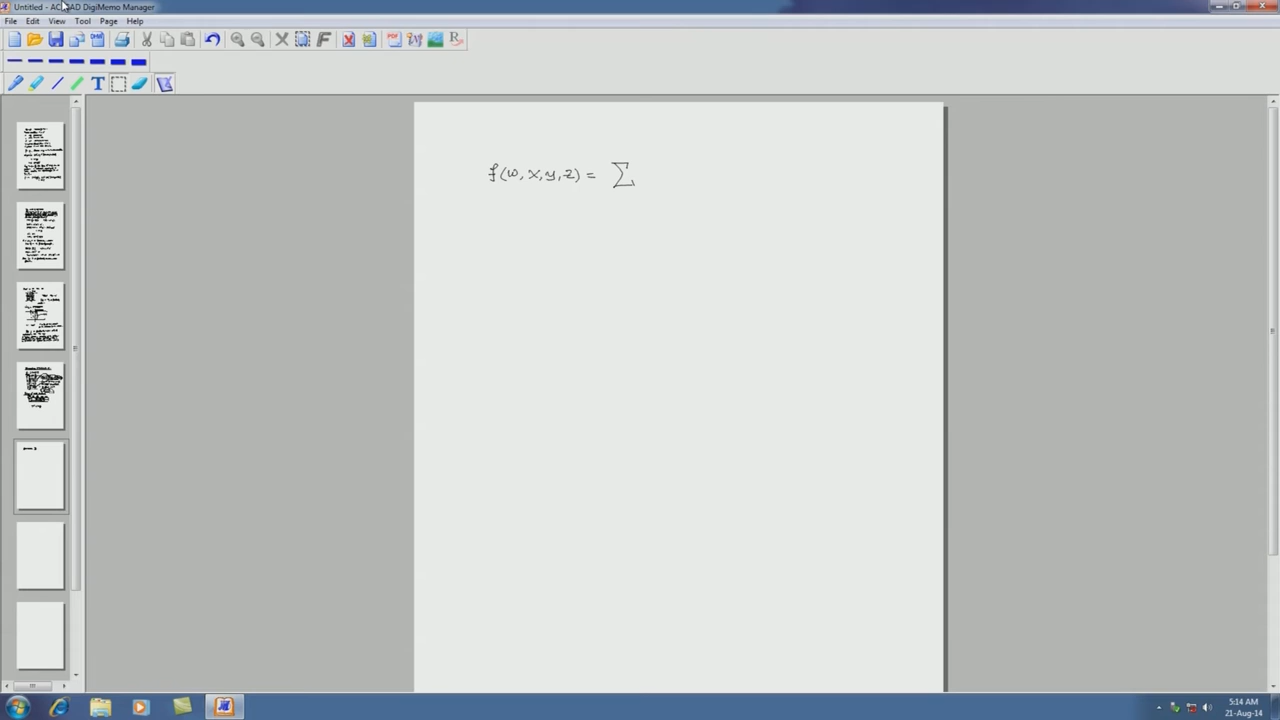 Untitled - ACECAD DigiMemo Manager
File Edit View Tool Page Help
f(w, x, y, z) = Σ
5:14 AM
21-Aug-14